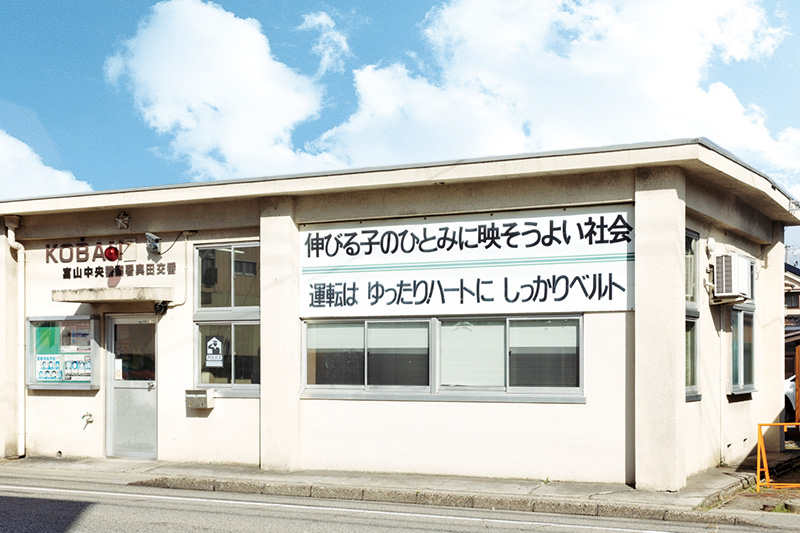 KOBAN
富山中央警察署奥田交番
伸びる子のひとみに映そうよい社会
運転は ゆったりハートに しっかりベルト